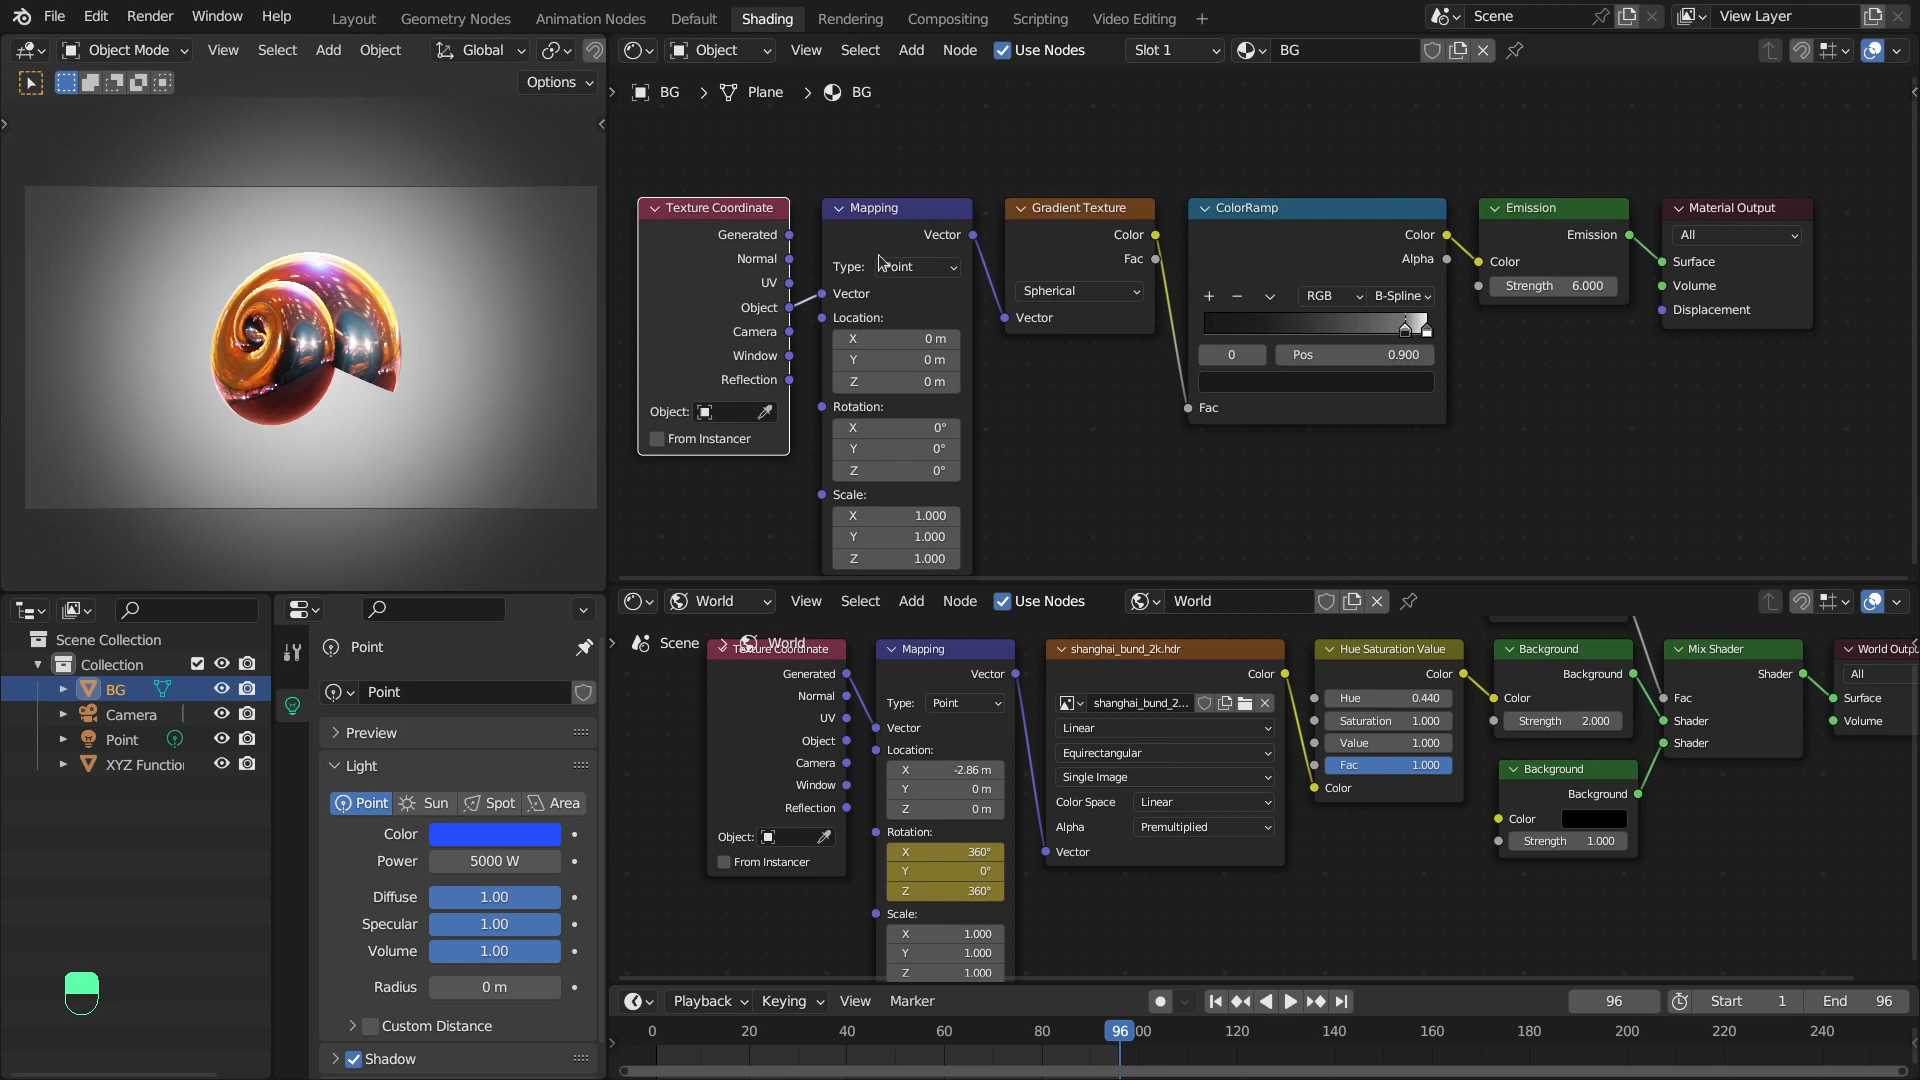 File Edit Render Window Help Layout Geometry Nodes Animation Nodes Default Shading Rendering Compositing Scripting Video Editing + Scene View Layer
Object Mode View Select Add Object Global
Options
Object View Select Add Node Use Nodes Slot 1 BG
BG > Plane > BG
Texture Coordinate
Generated
Normal
UV
Object
Camera
Window
Reflection
Object:
From Instancer
Mapping
Vector
Type: Point
Vector
Location:
X 0 m
Y 0 m
Z 0 m
Rotation:
X 0°
Y 0°
Z 0°
Scale:
X 1.000
Y 1.000
Z 1.000
Gradient Texture
Color
Fac
Spherical
Vector
ColorRamp
Color
Alpha
+ − RGB B-Spline
0 Pos 0.900
Fac
Emission
Emission
Color
Strength 6.000
Material Output
All
Surface
Volume
Displacement
Scene Collection
Collection
BG
Camera
Point
XYZ Functio
Point
Point
Preview
Light
Point Sun Spot Area
Color
Power 5000 W
Diffuse 1.00
Specular 1.00
Volume 1.00
Radius 0 m
Custom Distance
Shadow
World View Select Add Node Use Nodes World
Scene > World
Texture Coordinate
Generated
Normal
UV
Object
Camera
Window
Reflection
Object:
From Instancer
Mapping
Vector
Type: Point
Vector
Location:
X -2.86 m
Y 0 m
Z 0 m
Rotation:
X 360°
Y 0°
Z 360°
Scale:
X 1.000
Y 1.000
Z 1.000
shanghai_bund_2k.hdr
Color
shanghai_bund_2...
Linear
Equirectangular
Single Image
Color Space Linear
Alpha Premultiplied
Vector
Hue Saturation Value
Color
Hue 0.440
Saturation 1.000
Value 1.000
Fac 1.000
Color
Background
Background
Color
Strength 2.000
Background
Background
Color
Strength 1.000
Mix Shader
Shader
Fac
Shader
Shader
World Outpu
All
Surface
Volume
Playback Keying View Marker 96 Start 1 End 96
0 20 40 60 80 96 00 120 140 160 180 200 220 240